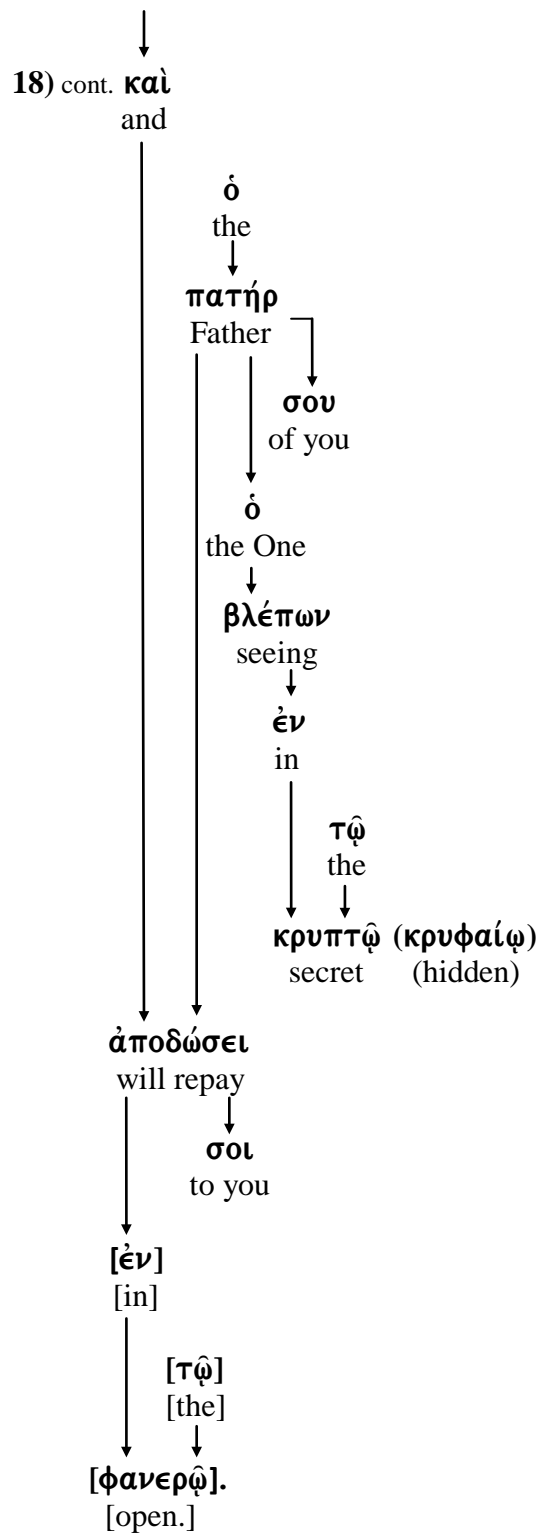 18) cont. καὶ
and
ὁ
the
πατήρ
Father
σου
of you
ὁ
the One
βλέπων
seeing
ἐν
in
τῷ
the
κρυπτῷ (κρυφαίῳ)
secret (hidden)
ἀποδώσει
will repay
σοι
to you
[ἐν]
[in]
[τῷ]
[the]
[φανερῷ].
[open.]